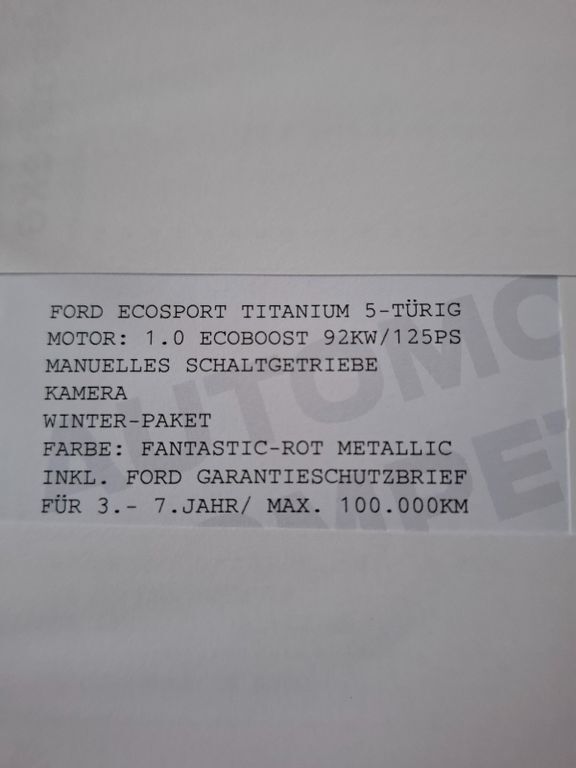 FORD ECOSPORT TITANIUM 5-TÜRIG
MOTOR: 1.0 ECOBOOST 92KW/125PS
MANUELLES SCHALTGETRIEBE
KAMERA
WINTER-PAKET
FARBE: FANTASTIC-ROT METALLIC
INKL. FORD GARANTIESCHUTZBRIEF
FÜR 3.- 7.JAHR/ MAX. 100.000KM